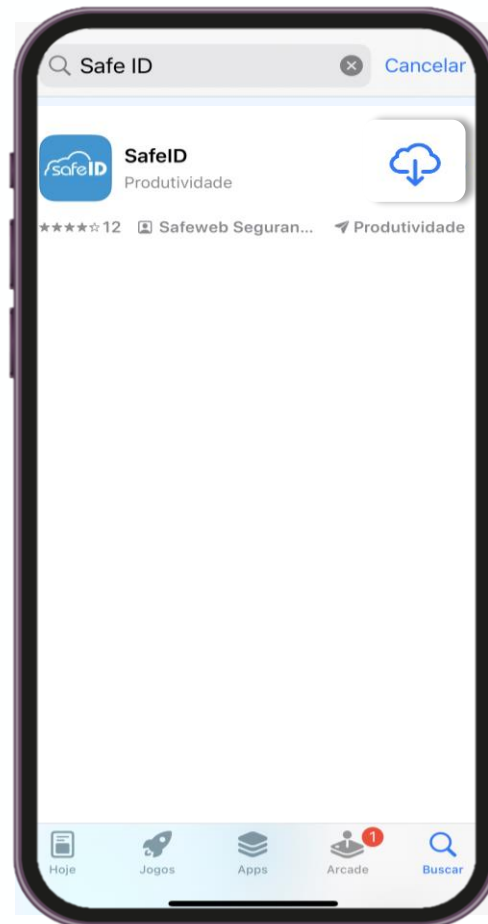 Safe ID
Cancelar
safeID
SafeID
Produtividade
12 Safeweb Seguran... Produtividade
1
Hoje Jogos Apps Arcade Buscar